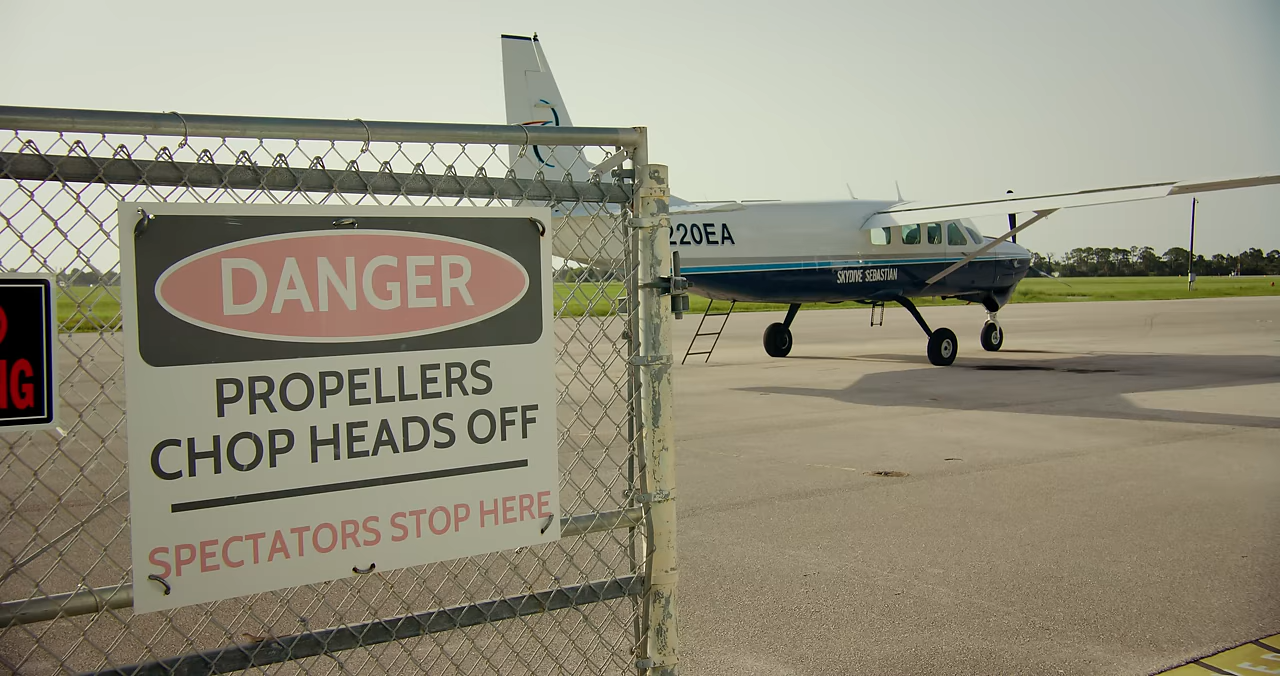 DANGER
PROPELLERS
CHOP HEADS OFF
SPECTATORS STOP HERE
220EA
SKYDIVE SEBASTIAN